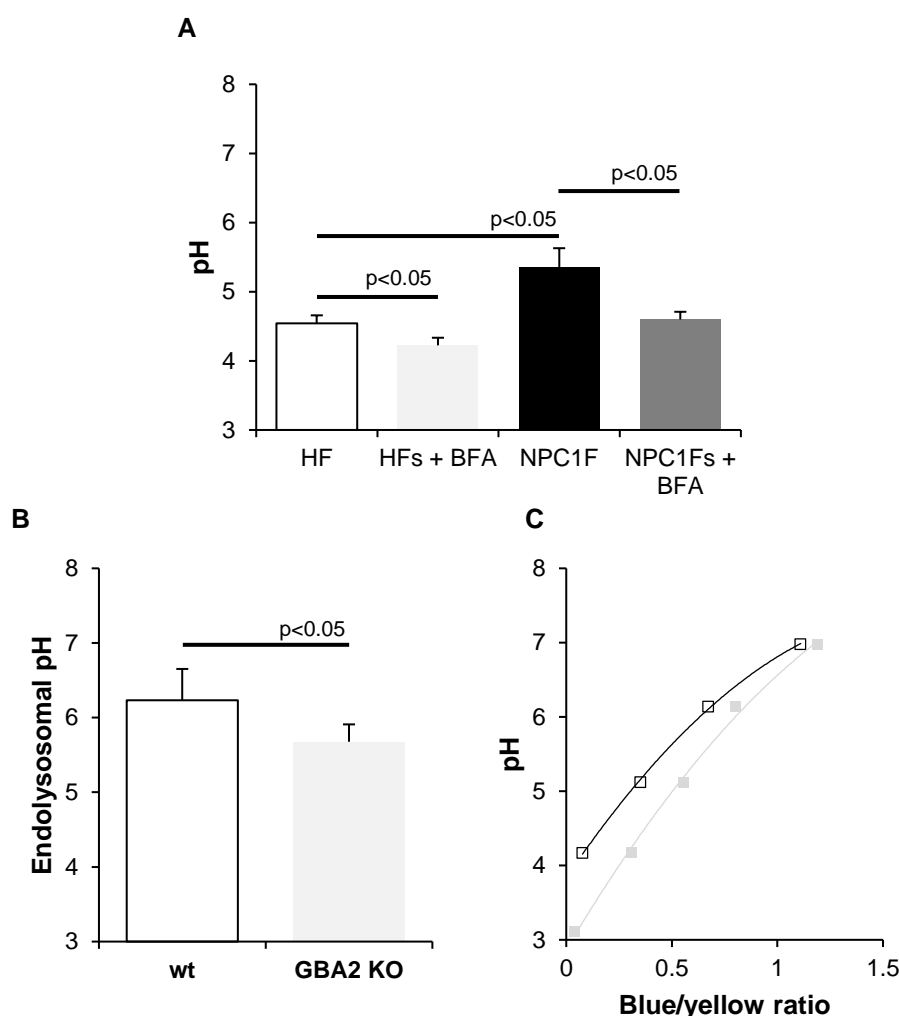 A
8
7
6
5
4
3
pH
p<0.05
p<0.05
p<0.05
HF
HFs + BFA
NPC1F
NPC1Fs +
BFA
B
8
7
6
5
4
3
Endolysosomal pH
p<0.05
wt
GBA2 KO
C
8
7
6
5
4
3
pH
0
0.5
1
1.5
Blue/yellow ratio